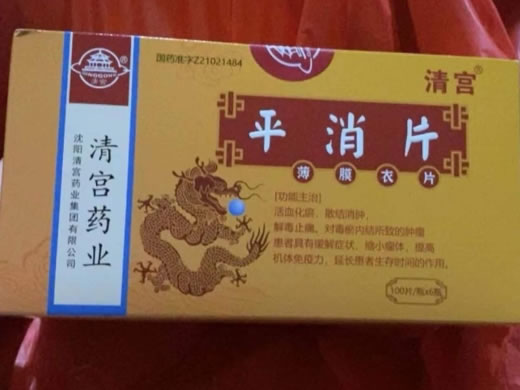 国药准字Z21021484
清宫®
平消片
薄膜衣片
[功能主治]
活血化瘀、散结消肿,
解毒止痛。对毒瘀内结所致的肿瘤
患者具有缓解症状、缩小瘤体、提高
机体免疫力、延长患者生存时间的作用。
100片/瓶x6瓶
清宫药业
沈阳清宫药业集团有限公司